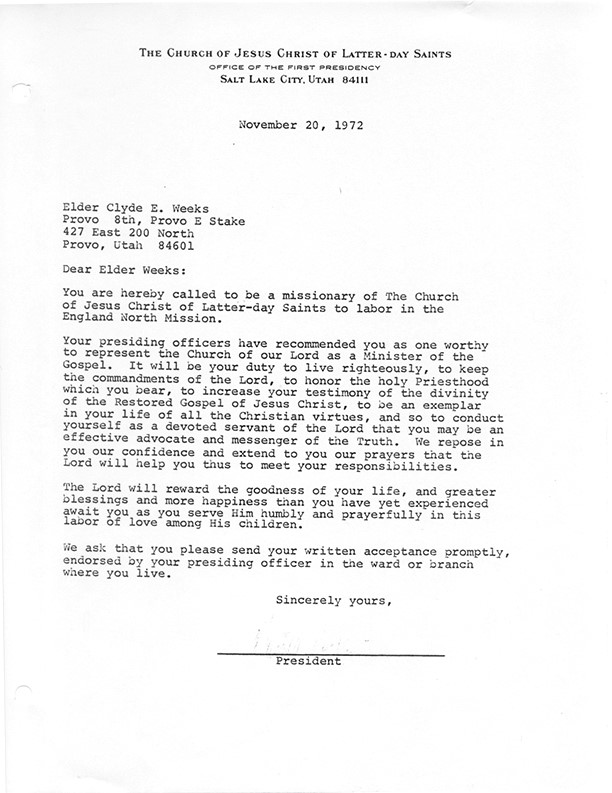 THE CHURCH OF JESUS CHRIST OF LATTER-DAY SAINTS
OFFICE OF THE FIRST PRESIDENCY
SALT LAKE CITY, UTAH 84111
November 20, 1972
Elder Clyde E. Weeks
Provo 8th, Provo E Stake
427 East 200 North
Provo, Utah 84601
Dear Elder Weeks:
You are hereby called to be a missionary of The Church
of Jesus Christ of Latter-day Saints to labor in the
England North Mission.
Your presiding officers have recommended you as one worthy
to represent the Church of our Lord as a Minister of the
Gospel. It will be your duty to live righteously, to keep
the commandments of the Lord, to honor the holy Priesthood
which you bear, to increase your testimony of the divinity
of the Restored Gospel of Jesus Christ, to be an exemplar
in your life of all the Christian virtues, and so to conduct
yourself as a devoted servant of the Lord that you may be an
effective advocate and messenger of the Truth. We repose in
you our confidence and extend to you our prayers that the
Lord will help you thus to meet your responsibilities.
The Lord will reward the goodness of your life, and greater
blessings and more happiness than you have yet experienced
await you as you serve Him humbly and prayerfully in this
labor of love among His children.
We ask that you please send your written acceptance promptly,
endorsed by your presiding officer in the ward or branch
where you live.
Sincerely yours,
President